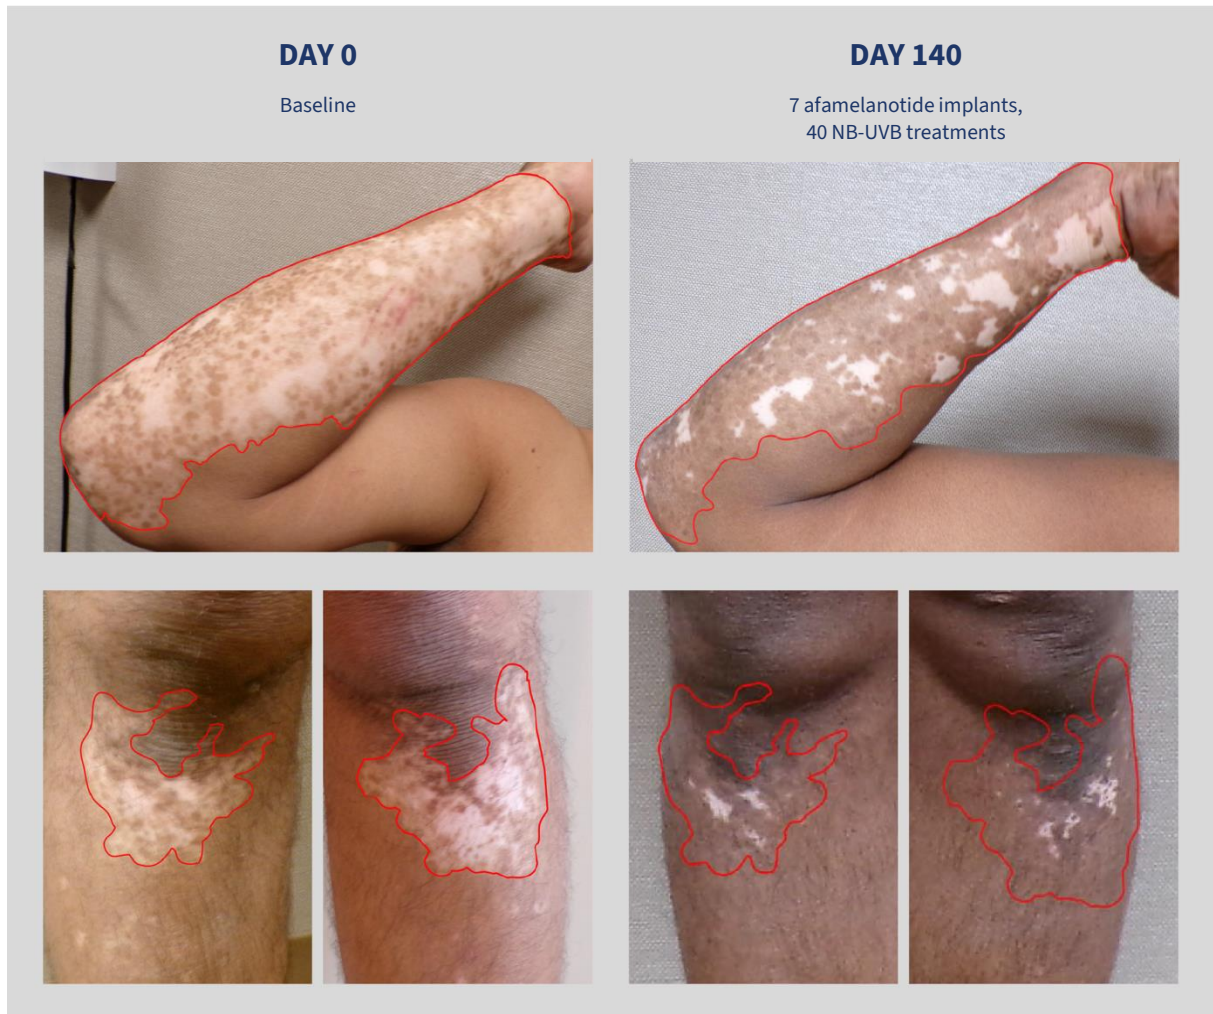 DAY 0
Baseline
DAY 140
7 afamelanotide implants,
40 NB-UVB treatments